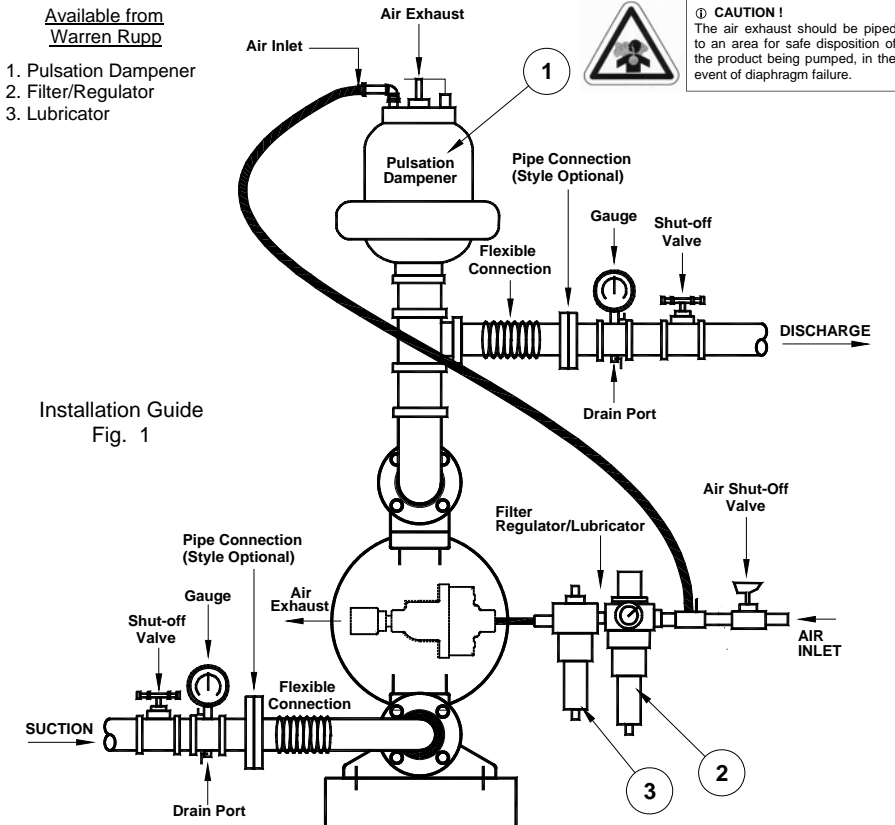 Available from
Warren Rupp
1. Pulsation Dampener
2. Filter/Regulator
3. Lubricator
Air Exhaust
Air Inlet
1
ⓘ CAUTION !
The air exhaust should be piped
to an area for safe disposition of
the product being pumped, in the
event of diaphragm failure.
Pulsation
Dampener
Pipe Connection
(Style Optional)
Gauge
Shut-off
Valve
Flexible
Connection
DISCHARGE
Drain Port
Installation Guide
Fig. 1
Air Shut-Off
Valve
Filter
Regulator/Lubricator
Pipe Connection
(Style Optional)
Air
Exhaust
Gauge
Shut-off
Valve
AIR
INLET
Flexible
Connection
SUCTION
2
3
Drain Port